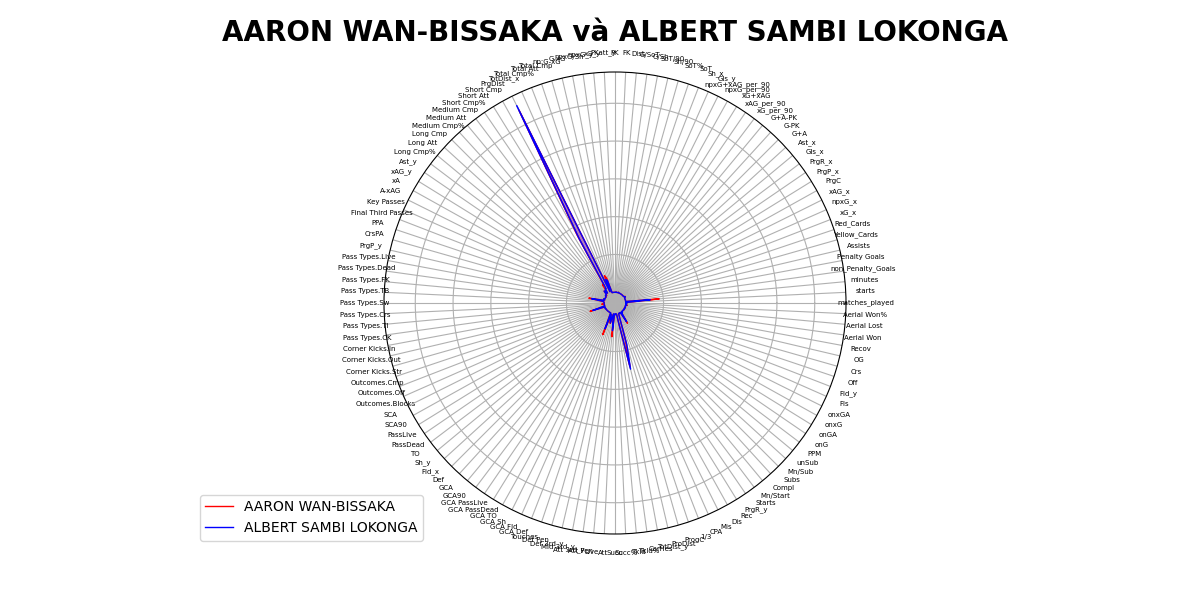 AARON WAN-BISSAKA và ALBERT SAMBI LOKONGA
FK
Gls_y
npxG+xAG_per_90
npxG_per_90
xG+xAG
xAG_per_90
xG_per_90
G+A-PK
G-PK
G+A
Ast_x
Gls_x
PrgR_x
PrgP_x
PrgC
xAG_x
npxG_x
xG_x
Red_Cards
Yellow_Cards
Assists
Penalty Goals
non_Penalty_Goals
minutes
starts
matches_played
Total Cmp
Total Att
Total Cmp%
TotDist_x
PrgDist
Short Cmp
Short Att
Short Cmp%
Medium Cmp
Medium Att
Medium Cmp%
Long Cmp
Long Att
Long Cmp%
Ast_y
xAG_y
xA
A-xAG
Key Passes
Final Third Passes
PPA
CrsPA
PrgP_y
Pass Types.Live
Pass Types.Dead
Pass Types.FK
Pass Types.TB
Pass Types.Sw
Pass Types.Crs
Pass Types.TI
Pass Types.CK
Corner Kicks.In
Corner Kicks.Out
Corner Kicks.Str
Outcomes.Cmp
Outcomes.Off
Outcomes.Blocks
SCA
SCA90
PassLive
PassDead
TO
Sh_y
Fld_x
Def
GCA
GCA90
GCA PassLive
GCA PassDead
GCA TO
GCA Sh
GCA Fld
GCA Def
Touches
Def Pen
ProDist
ProgC
1/3
CPA
Mis
Dis
Rec
PrgR_y
Starts
Mn/Start
Compl
Subs
Mn/Sub
unSub
PPM
onG
onGA
onxG
onxGA
Fls
Fld_y
Off
Crs
OG
Recov
Aerial Won
Aerial Lost
Aerial Won%
AARON WAN-BISSAKA
ALBERT SAMBI LOKONGA